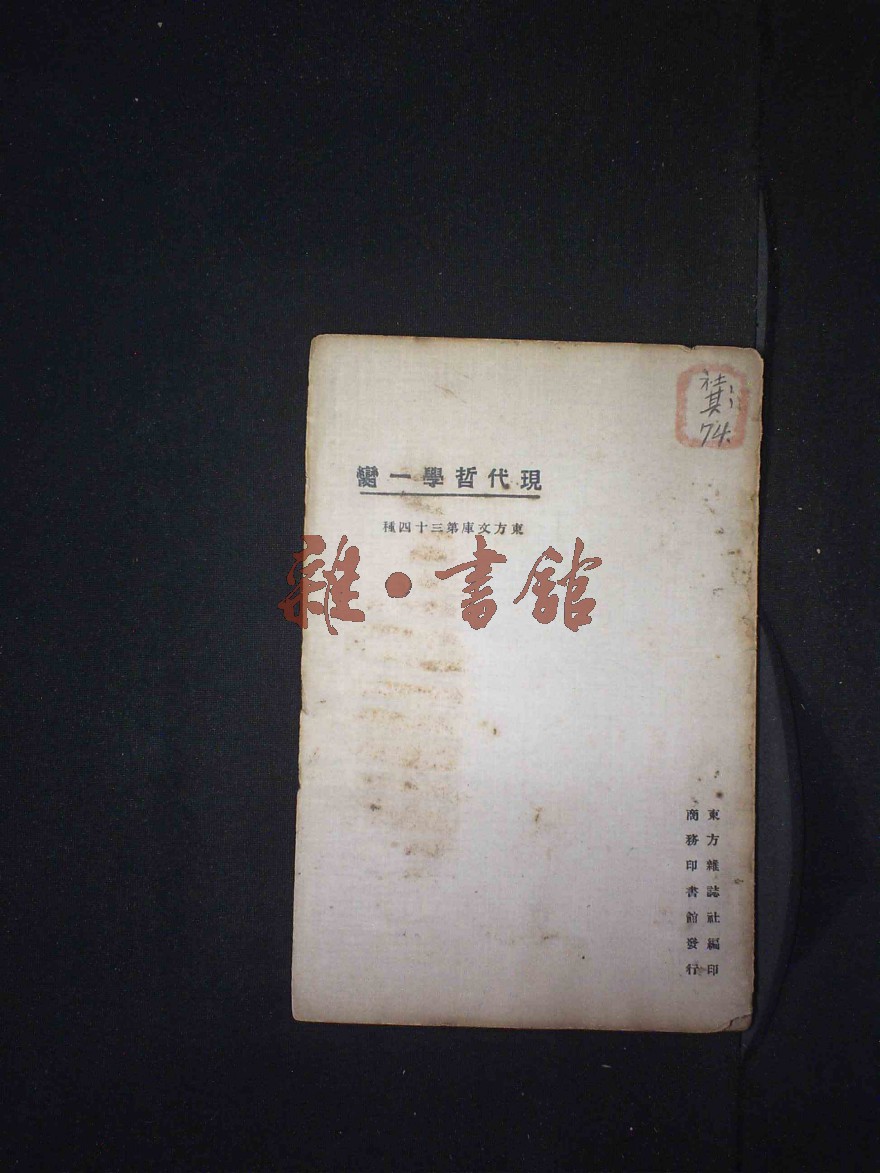 現代哲學一臠
東方文庫第三十四種
雜·書館
東方雜誌社編印
商務印書館發行
74.